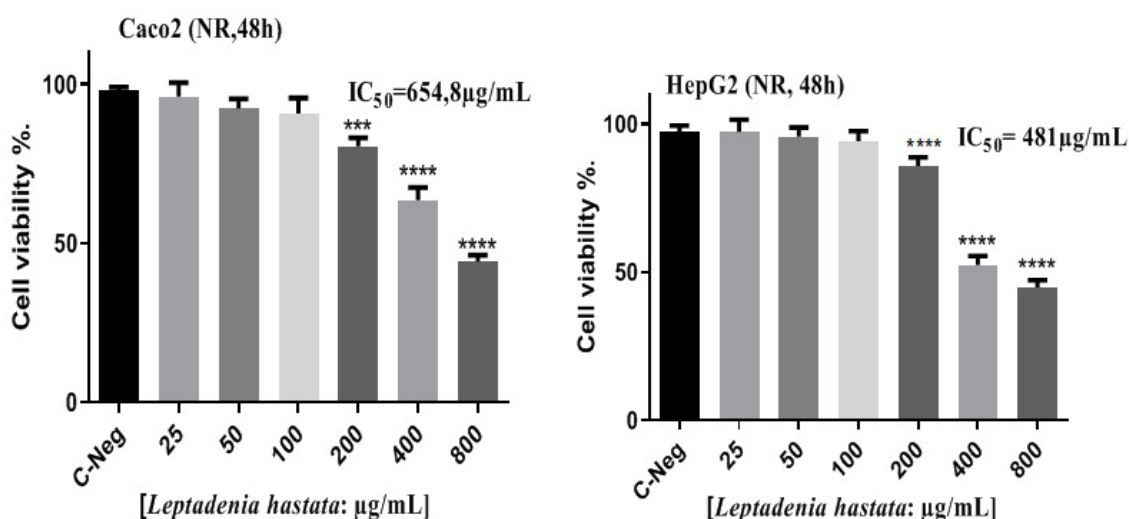 Caco2 (NR,48h)
IC50=654,8µg/mL
***
****
****
Cell viability %.
100
50
0
C-Neg
25
50
100
200
400
800
[Leptadenia hastata: µg/mL]
HepG2 (NR, 48h)
IC50= 481µg/mL
****
****
****
Cell viability %.
100
50
0
C-Neg
25
50
100
200
400
800
[Leptadenia hastata: µg/mL]